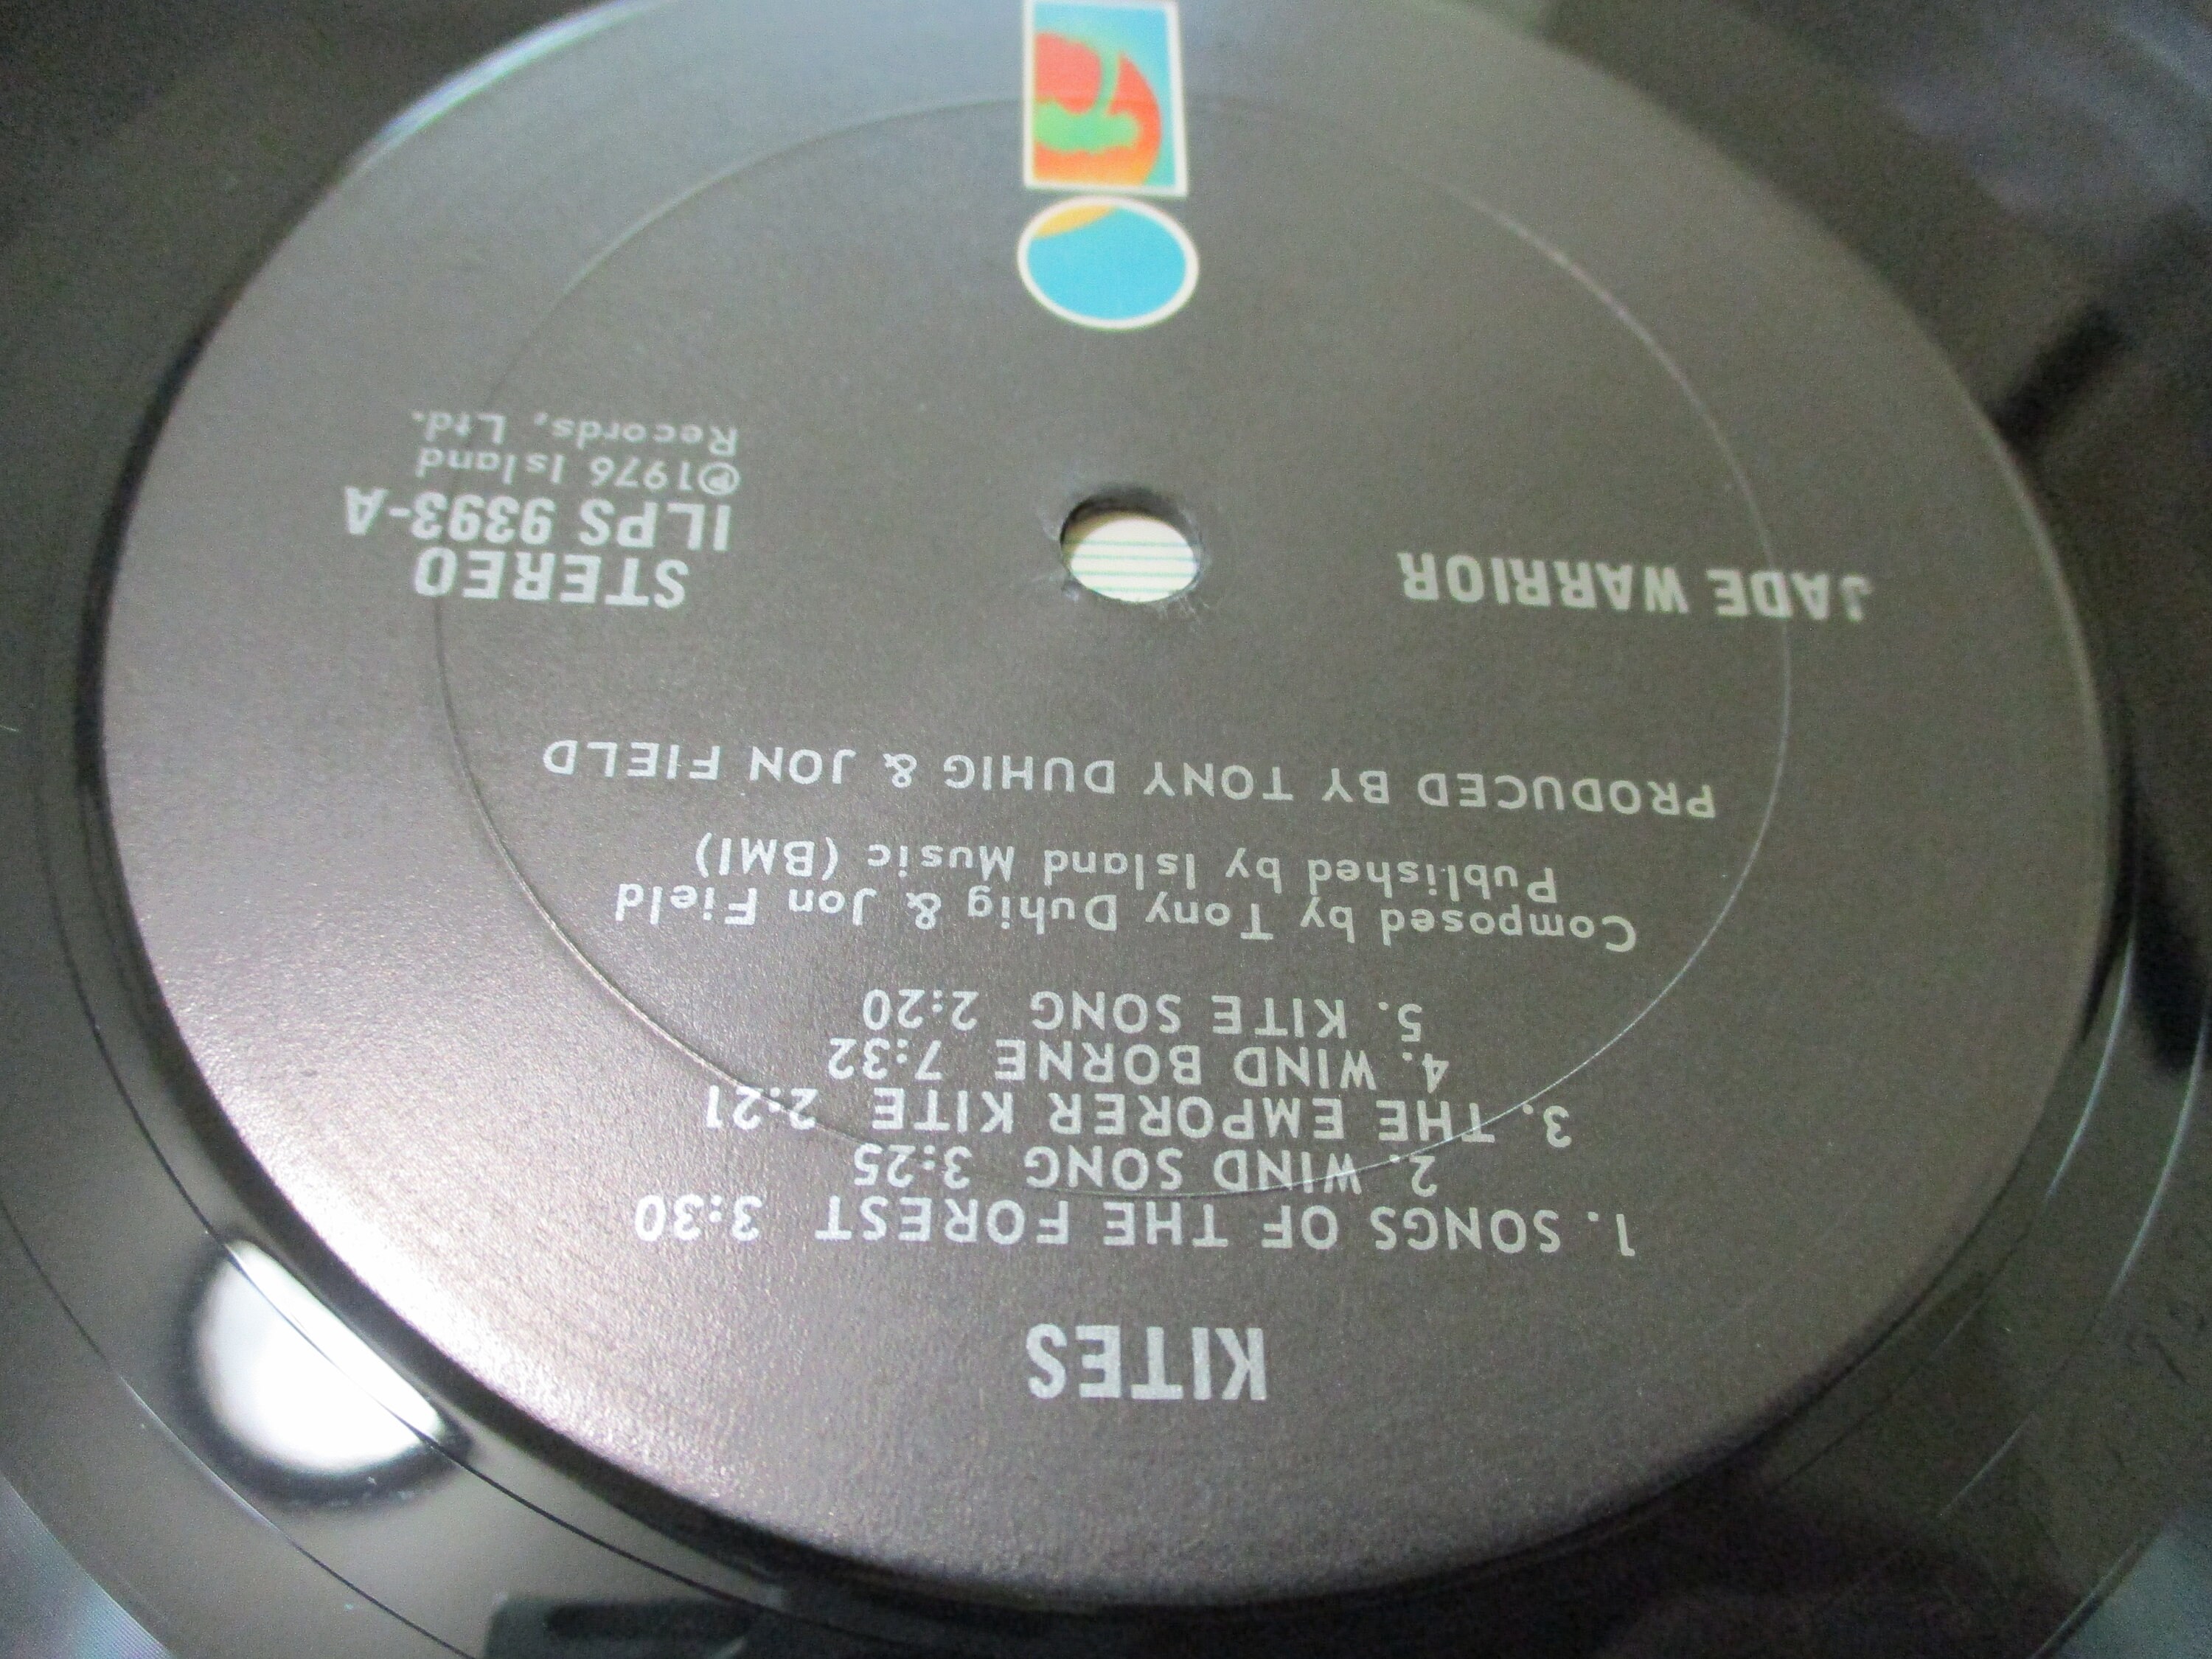 KITES
1. SONGS OF THE FOREST 3:30
2. WIND SONG 3:25
3. THE EMPORER KITE 2:21
4. WIND BORNE 7:32
5. KITE SONG 2:20
Composed by Tony Duhig & Jon Field
Published by Island Music (BMI)
PRODUCED BY TONY DUHIG & JON FIELD
JADE WARRIOR
STEREO
ILPS 9393-A
℗1976 Island
Records, Ltd.